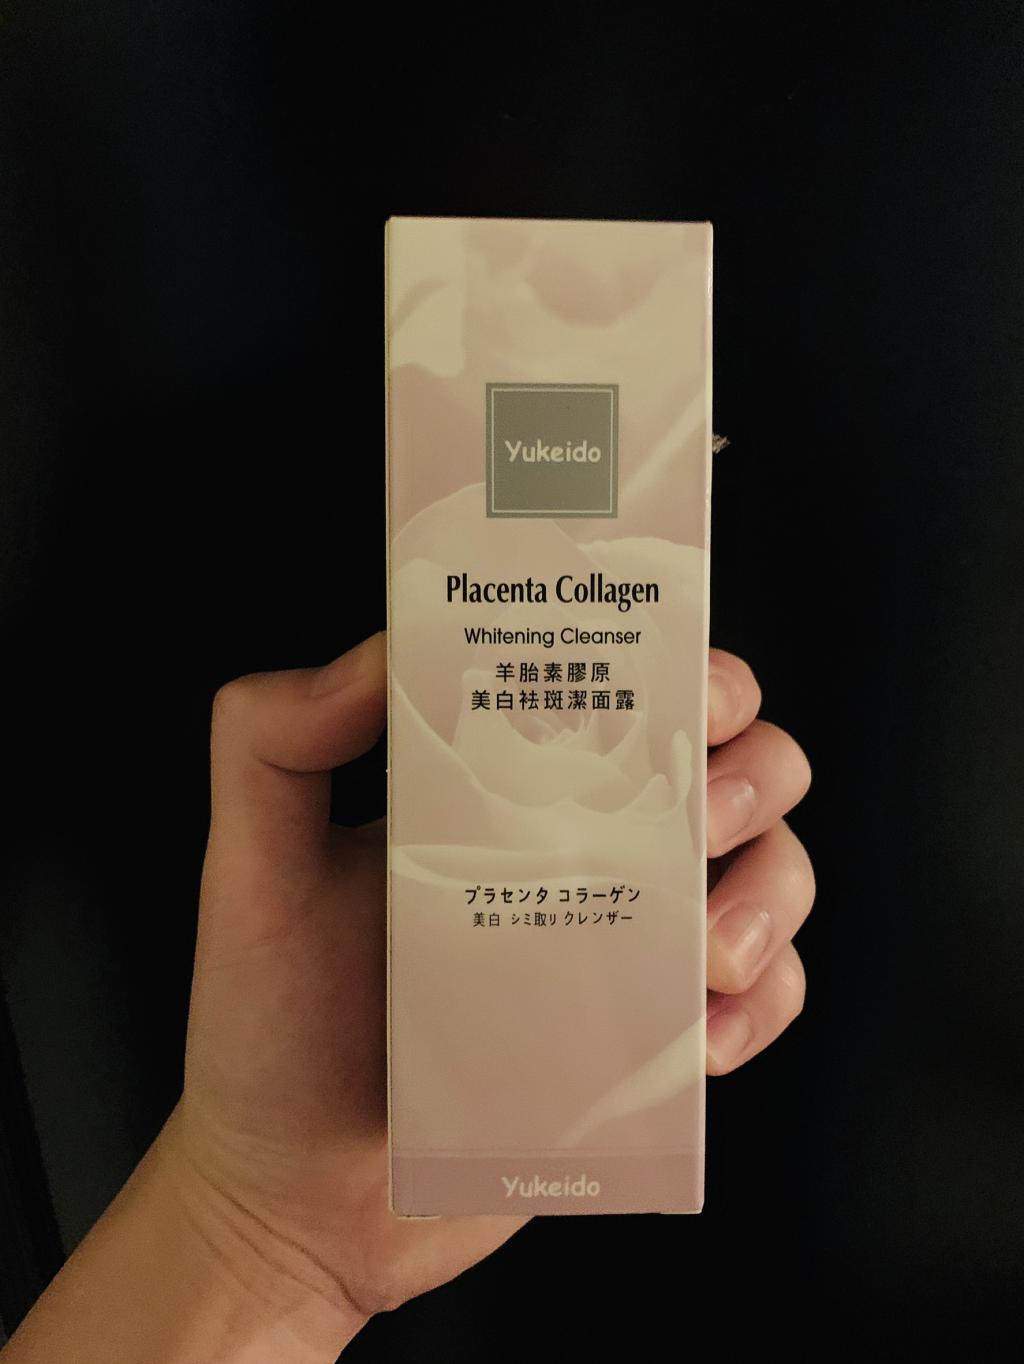 Yukeido
Placenta Collagen
Whitening Cleanser
羊胎素膠原
美白袪斑潔面露
プラセンタ コラーゲン
美白 シミ取り クレンザー
Yukeido